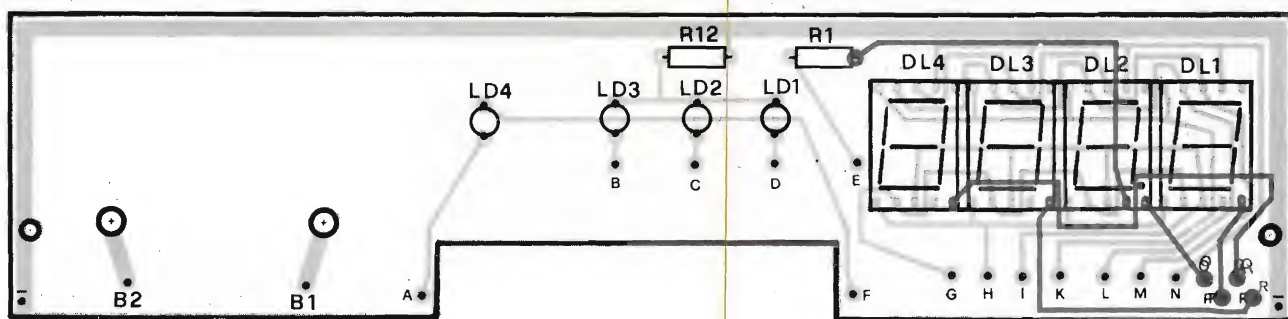 R12 R1
DL4 DL3 DL2 DL1
LD4 LD3 LD2 LD1
B C D E
B2 B1 A F G H I K L M N
R